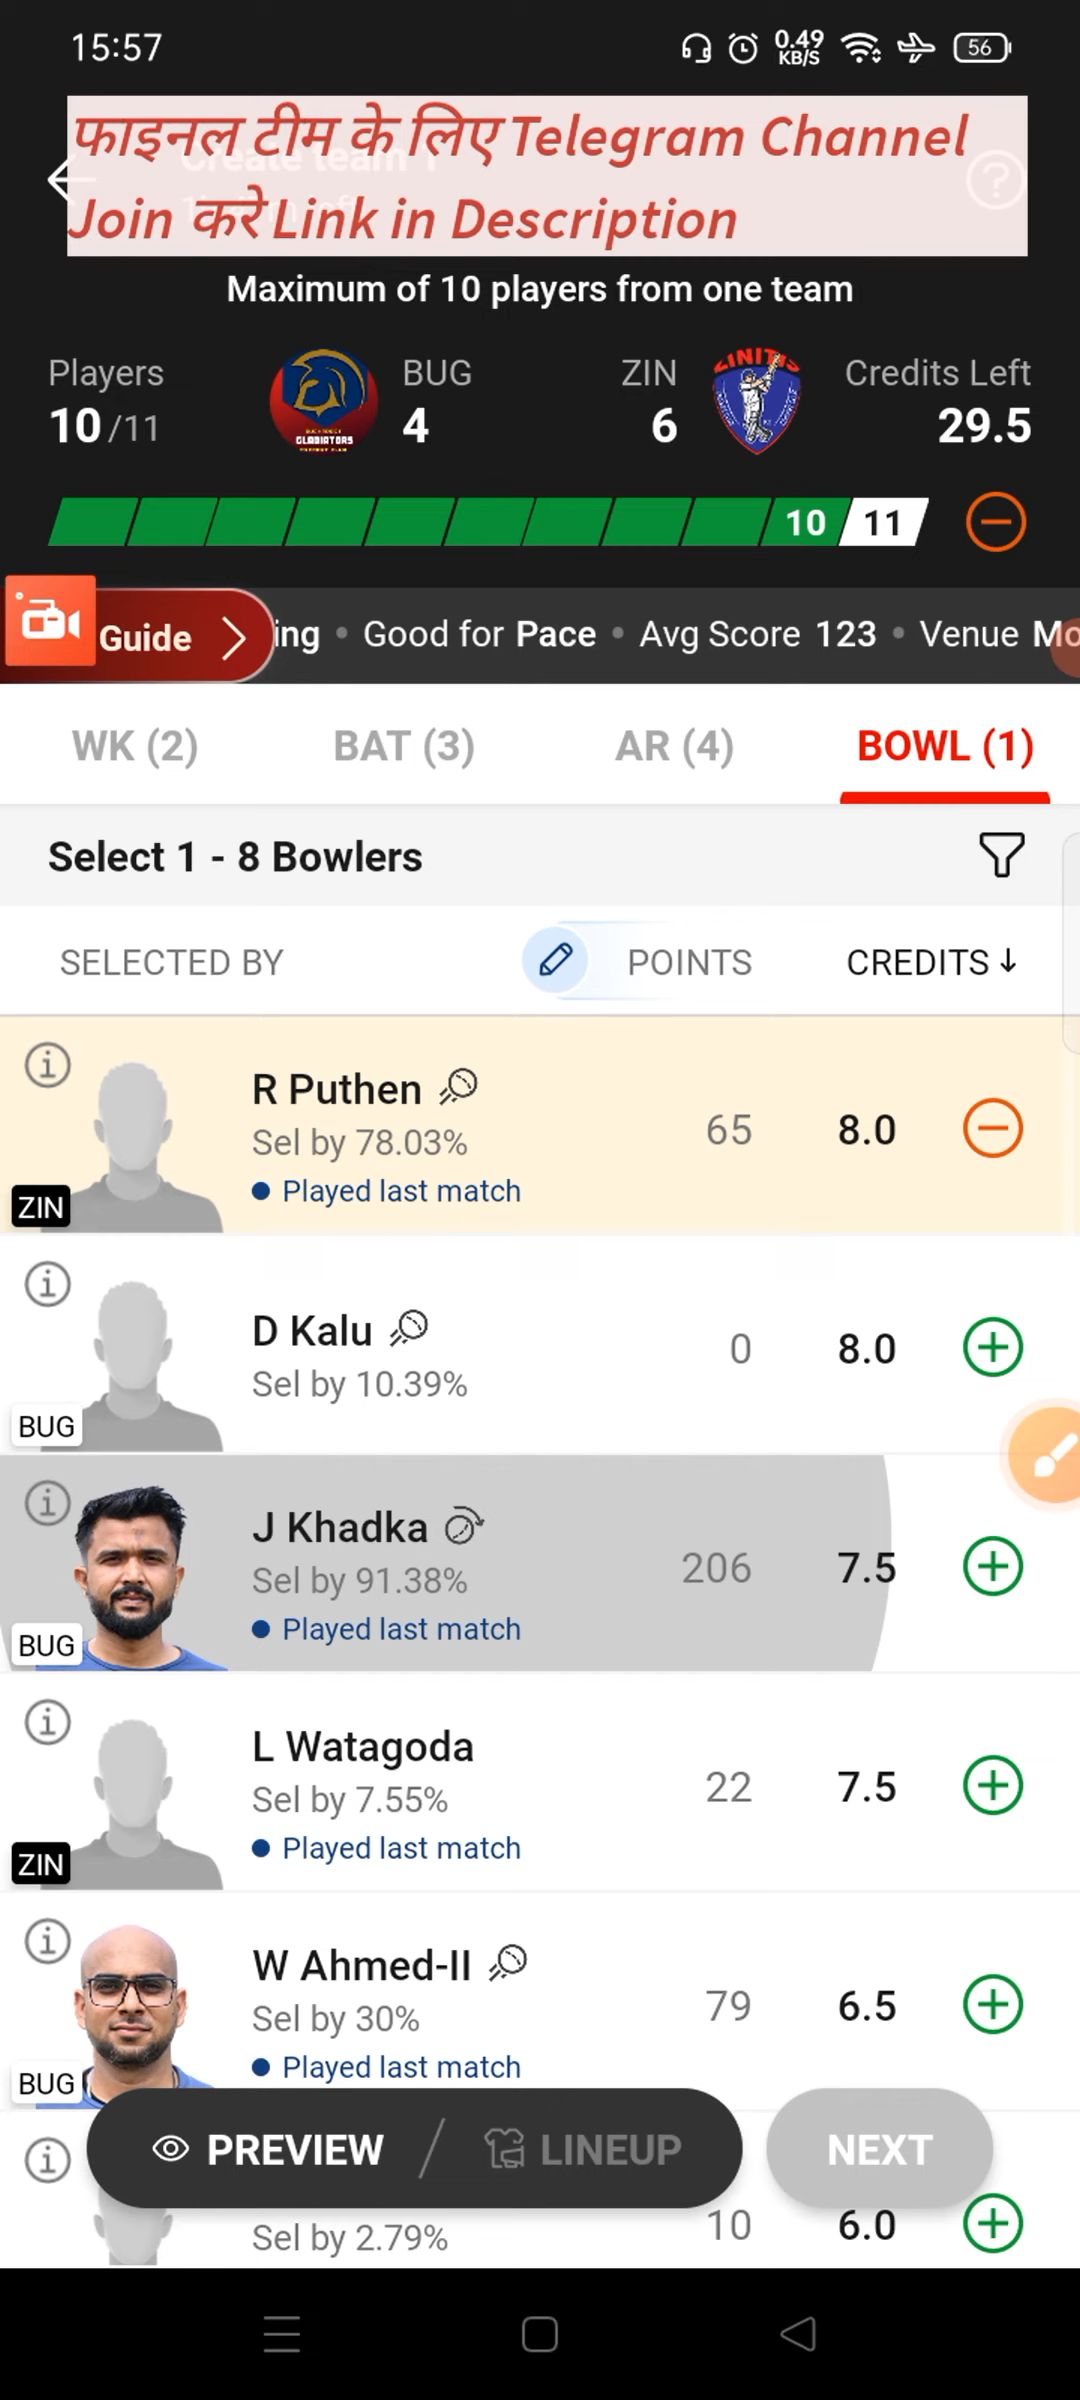 15:57
0.49
KB/S
56
फाइनल टीम के लिए Telegram Channel
Create team 1
Join करे Link in Description
Maximum of 10 players from one team
Players BUG ZIN Credits Left
10/11 4 6 29.5
ZINITIS
GLADIATORS
10 11
Guide ing • Good for Pace • Avg Score 123 • Venue Mo
WK (2) BAT (3) AR (4) BOWL (1)
Select 1 - 8 Bowlers
SELECTED BY POINTS CREDITS ↓
R Puthen
Sel by 78.03% 65 8.0
• Played last match
ZIN
D Kalu
Sel by 10.39% 0 8.0
BUG
J Khadka
Sel by 91.38% 206 7.5
• Played last match
BUG
L Watagoda
Sel by 7.55% 22 7.5
• Played last match
ZIN
W Ahmed-II
Sel by 30% 79 6.5
• Played last match
BUG
PREVIEW / LINEUP NEXT
Sel by 2.79% 10 6.0